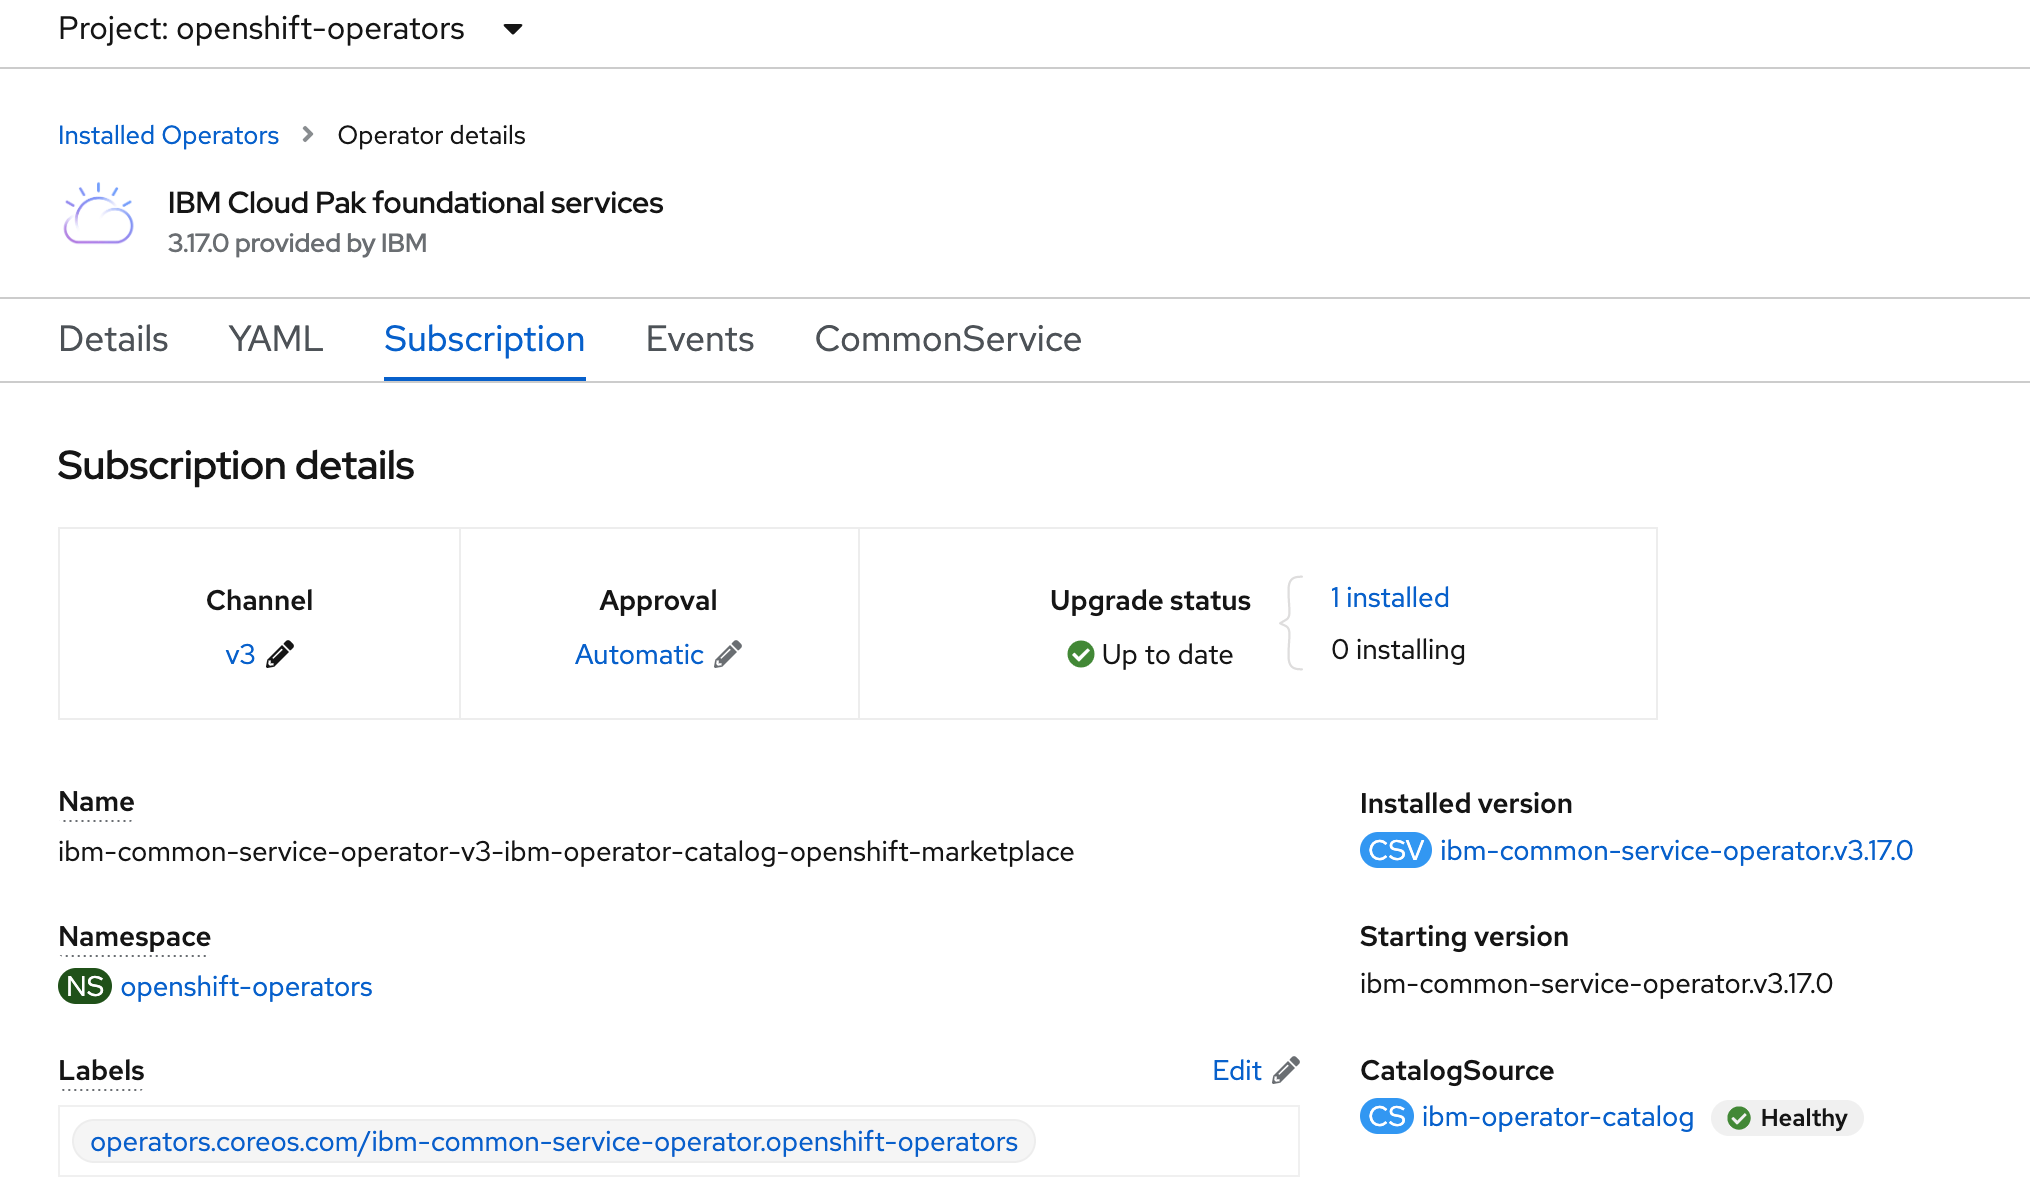 Project: openshift-operators
Installed Operators > Operator details
IBM Cloud Pak foundational services
3.17.0 provided by IBM
Details YAML Subscription Events CommonService
Subscription details
Channel
v3
Approval
Automatic
Upgrade status
Up to date
1 installed
0 installing
Name
ibm-common-service-operator-v3-ibm-operator-catalog-openshift-marketplace
Installed version
CSV ibm-common-service-operator.v3.17.0
Namespace
NS openshift-operators
Starting version
ibm-common-service-operator.v3.17.0
Labels
Edit
operators.coreos.com/ibm-common-service-operator.openshift-operators
CatalogSource
CS ibm-operator-catalog Healthy